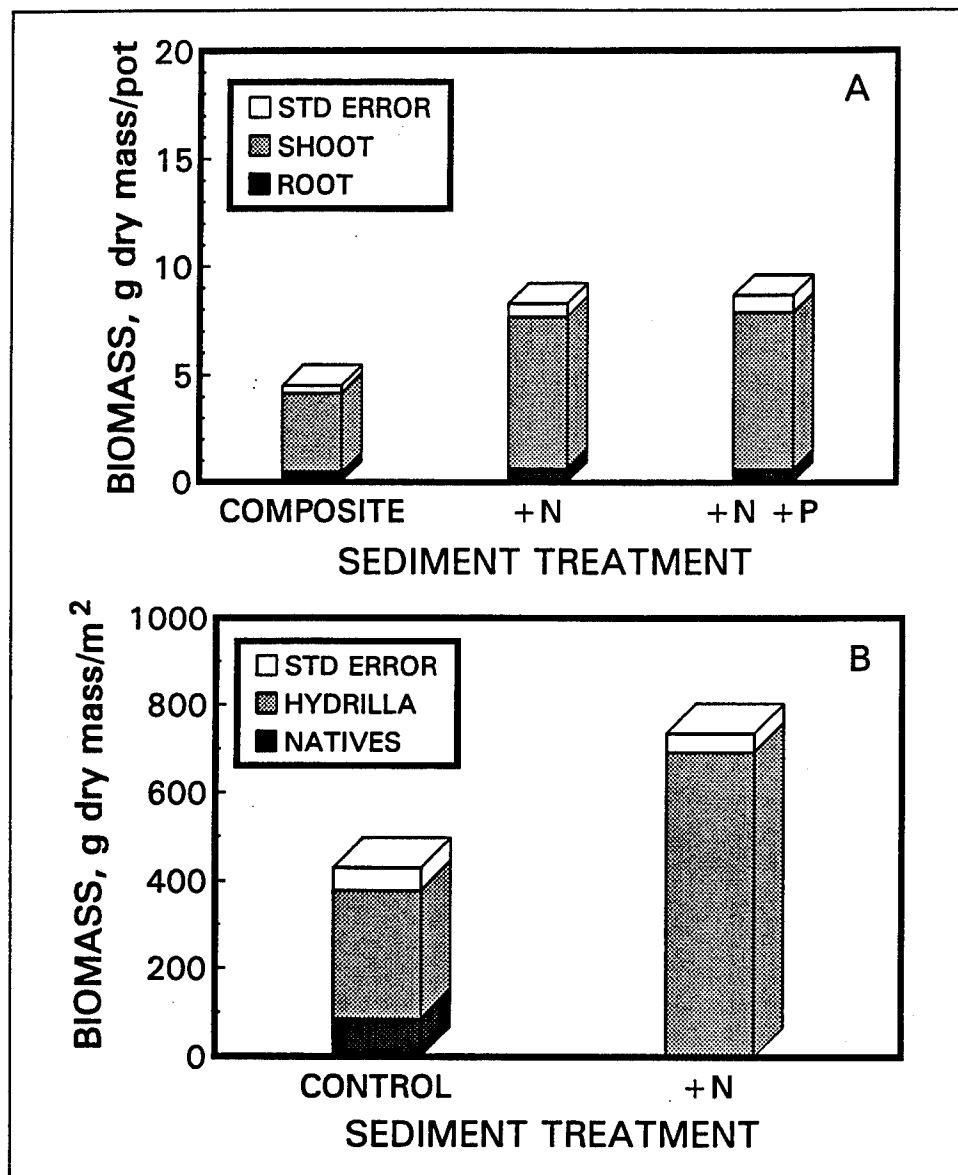 20
15
10
5
0
BIOMASS, g dry mass/pot
A
STD ERROR
SHOOT
ROOT
COMPOSITE +N +N +P
SEDIMENT TREATMENT
1000
800
600
400
200
0
BIOMASS, g dry mass/m²
B
STD ERROR
HYDRILLA
NATIVES
CONTROL +N
SEDIMENT TREATMENT